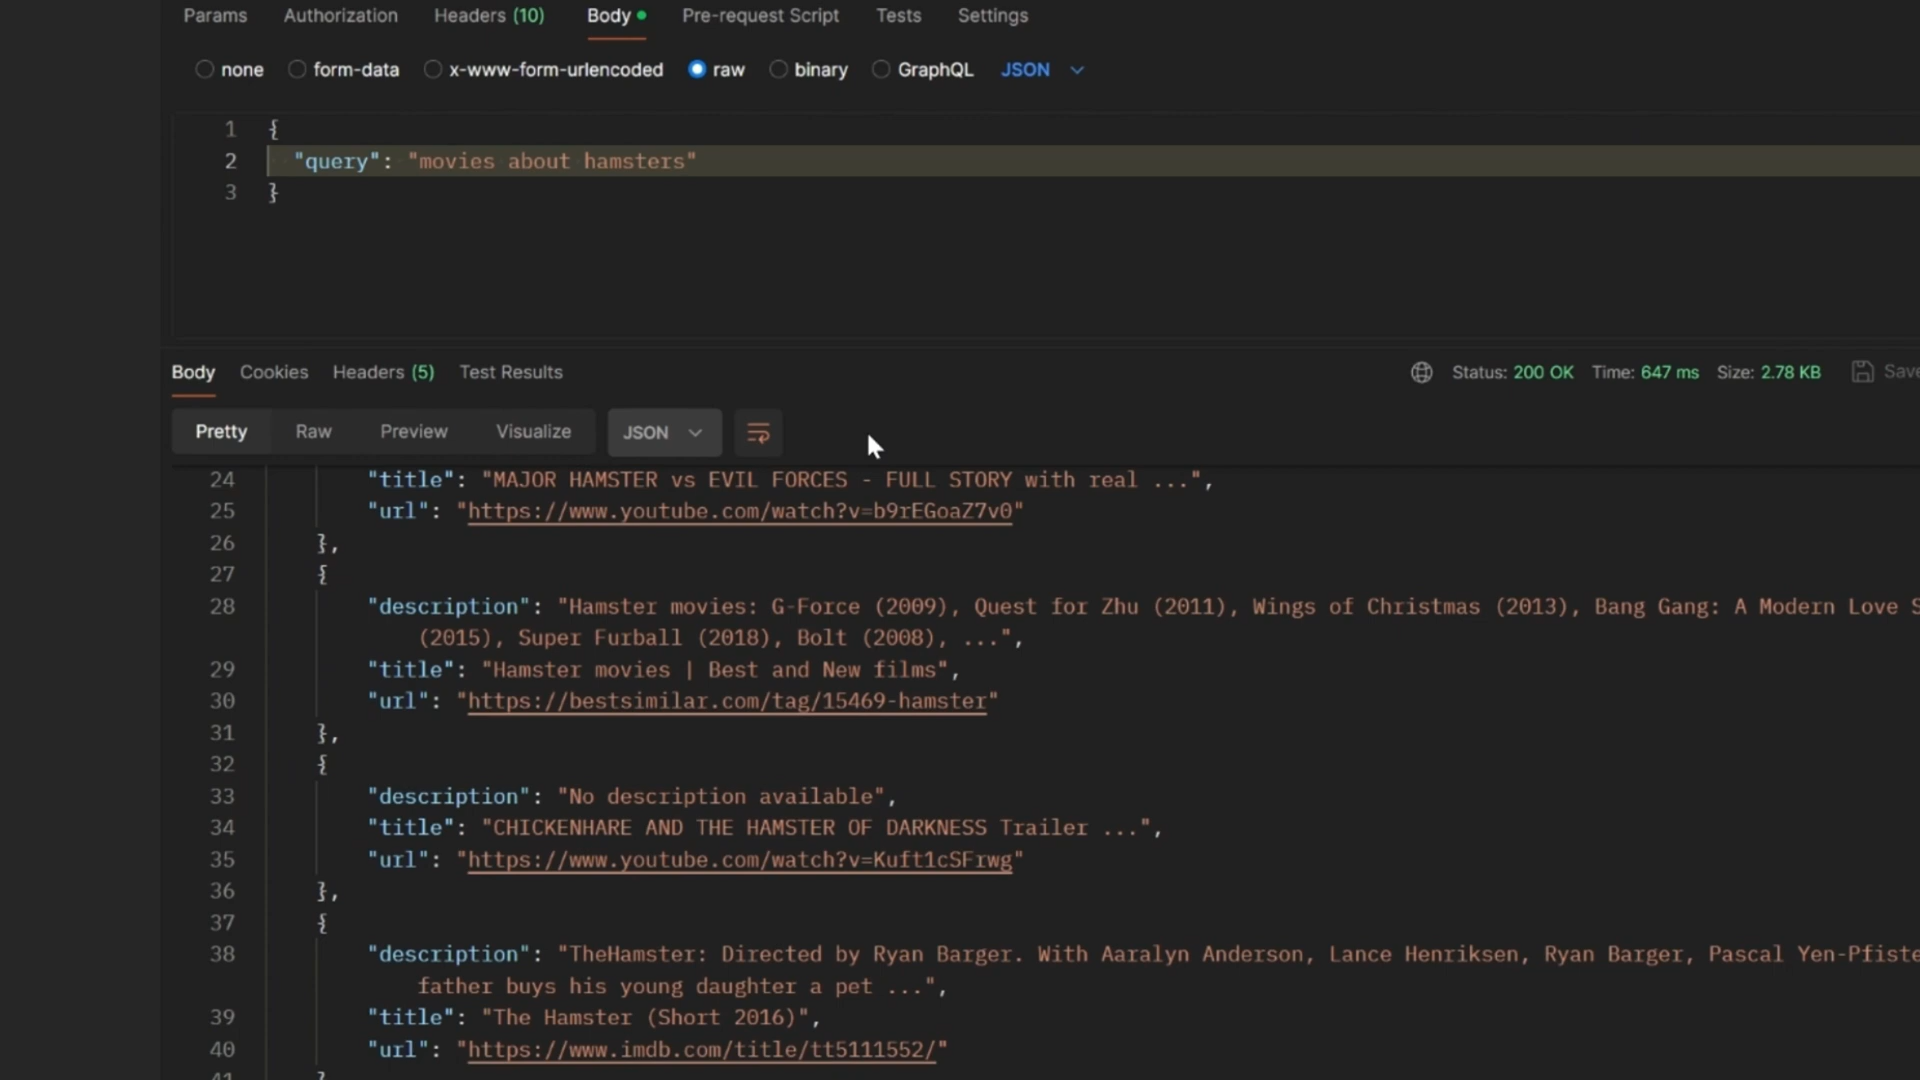 Params Authorization Headers (10) Body Pre-request Script Tests Settings
none form-data x-www-form-urlencoded raw binary GraphQL JSON
1 {
2 "query": "movies about hamsters"
3 }
Body Cookies Headers (5) Test Results Status: 200 OK Time: 647 ms Size: 2.78 KB Save
Pretty Raw Preview Visualize JSON
24 "title": "MAJOR HAMSTER vs EVIL FORCES - FULL STORY with real ...",
25 "url": "https://www.youtube.com/watch?v=b9rEGoaZ7v0"
26 },
27 {
28 "description": "Hamster movies: G-Force (2009), Quest for Zhu (2011), Wings of Christmas (2013), Bang Gang: A Modern Love S
(2015), Super Furball (2018), Bolt (2008), ...",
29 "title": "Hamster movies | Best and New films",
30 "url": "https://bestsimilar.com/tag/15469-hamster"
31 },
32 {
33 "description": "No description available",
34 "title": "CHICKENHARE AND THE HAMSTER OF DARKNESS Trailer ...",
35 "url": "https://www.youtube.com/watch?v=Kuft1cSFrwg"
36 },
37 {
38 "description": "TheHamster: Directed by Ryan Barger. With Aaralyn Anderson, Lance Henriksen, Ryan Barger, Pascal Yen-Pfiste
father buys his young daughter a pet ...",
39 "title": "The Hamster (Short 2016)",
40 "url": "https://www.imdb.com/title/tt5111552/"